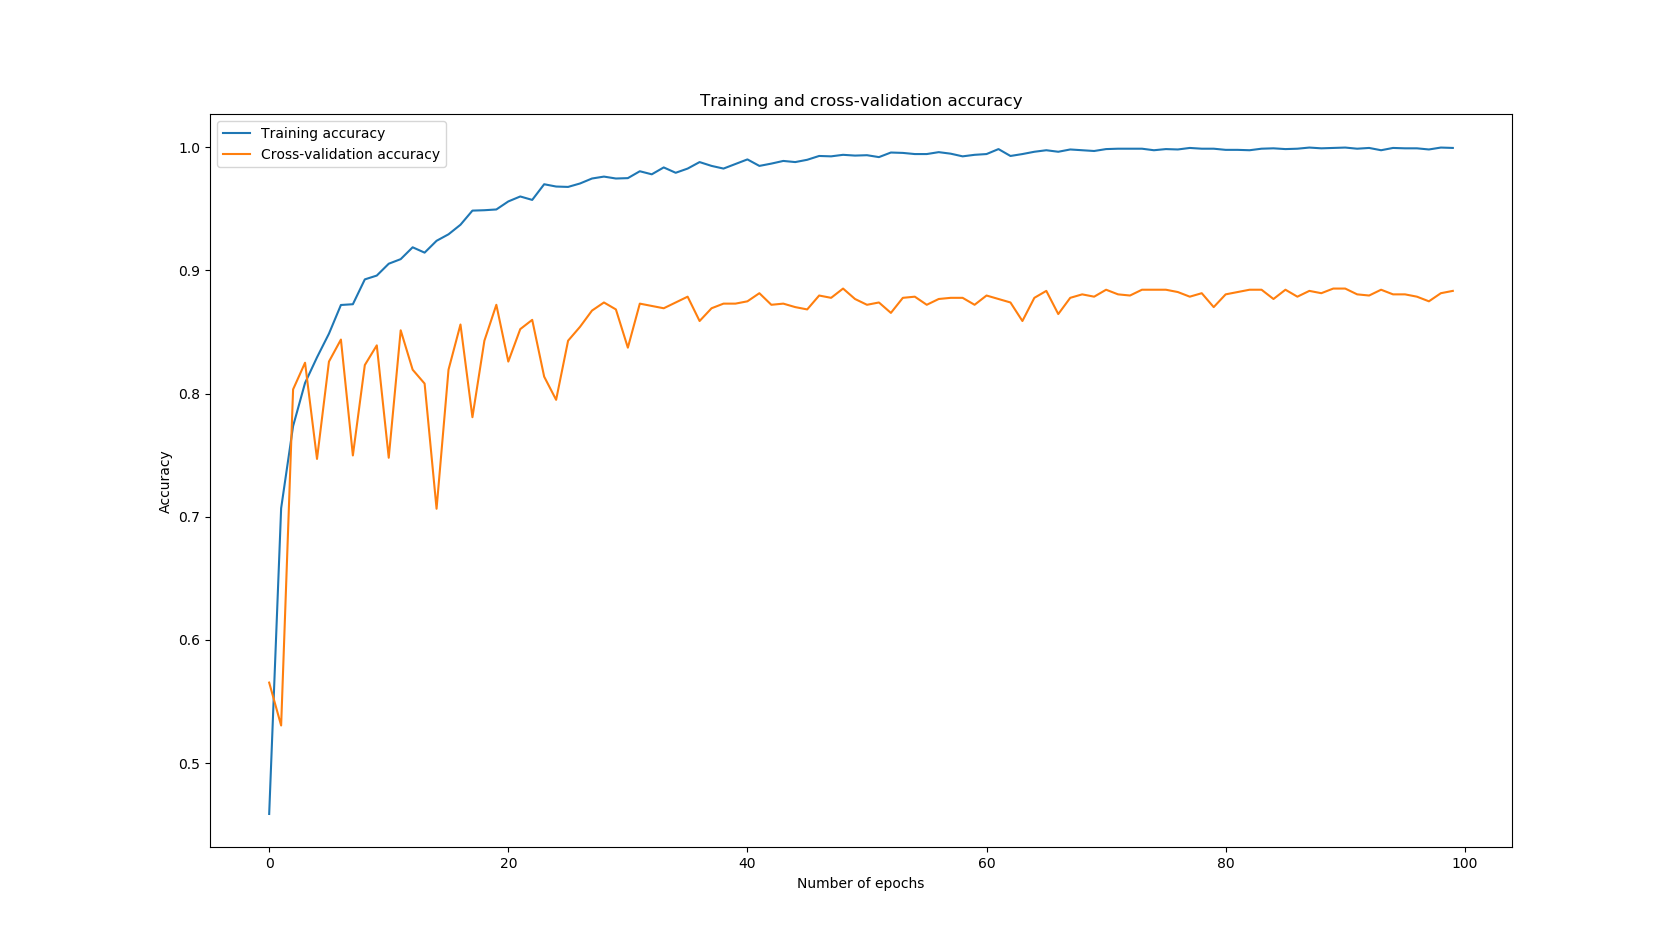 Training and cross-validation accuracy
Training accuracy
Cross-validation accuracy
Accuracy
1.0
0.9
0.8
0.7
0.6
0.5
0 20 40 60 80 100
Number of epochs